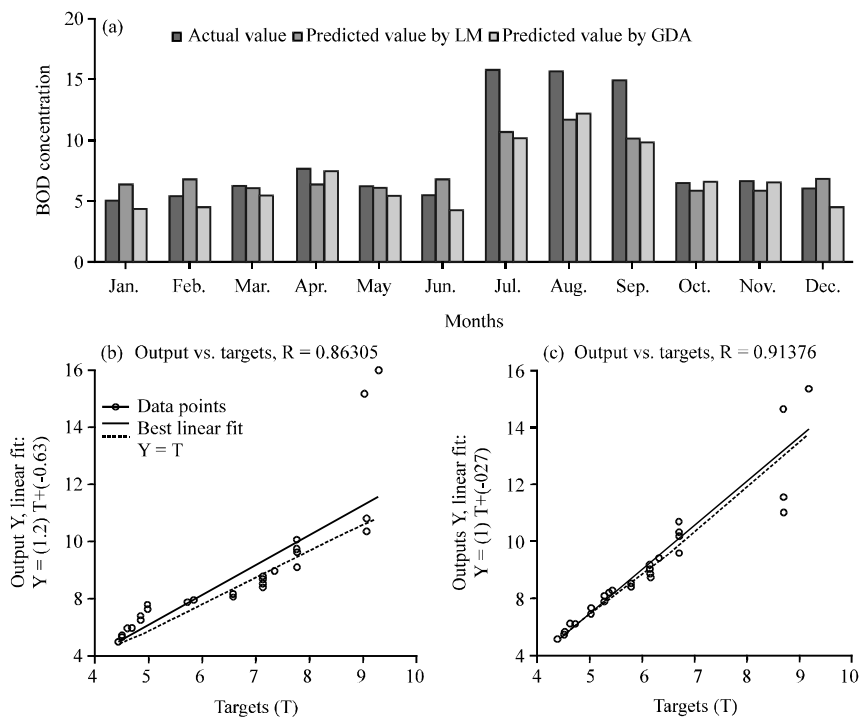 (a)
Actual value Predicted value by LM Predicted value by GDA
BOD concentration
20
15
10
5
0
Jan. Feb. Mar. Apr. May Jun. Jul. Aug. Sep. Oct. Nov. Dec.
Months
(b) Output vs. targets, R = 0.86305
Data points
Best linear fit
Y = T
Output Y, linear fit:
Y = (1.2) T+(-0.63)
16
14
12
10
8
6
4
4 5 6 7 8 9 10
Targets (T)
(c) Output vs. targets, R = 0.91376
Outputs Y, linear fit:
Y = (1) T+(-027)
16
14
12
10
8
6
4
4 5 6 7 8 9 10
Targets (T)